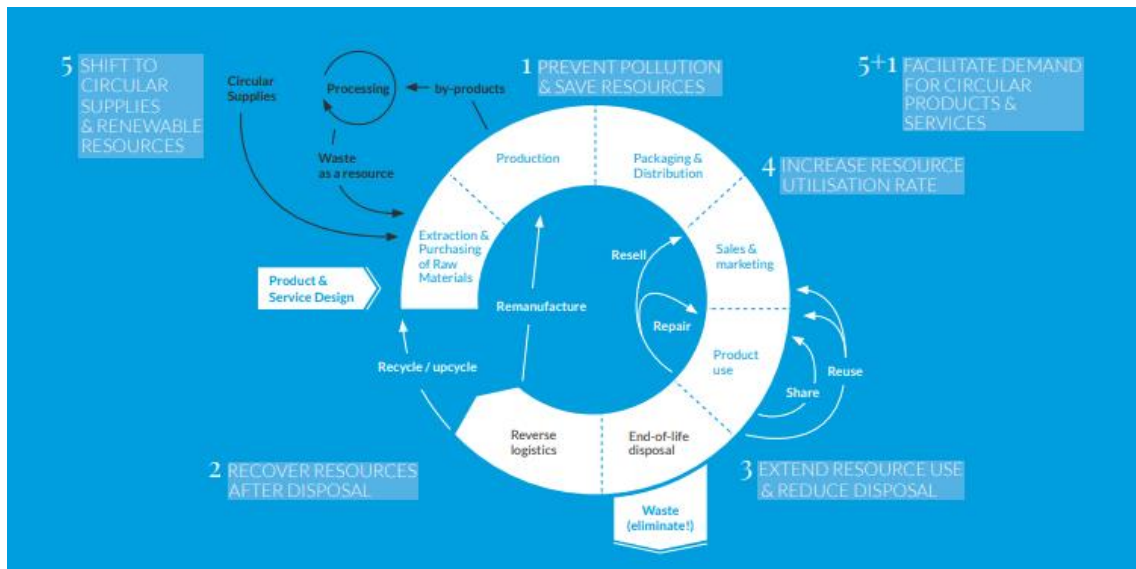 5 SHIFT TO
CIRCULAR
SUPPLIES
& RENEWABLE
RESOURCES
Circular
Supplies
Processing
by-products
Waste
as a resource
1 PREVENT POLLUTION
& SAVE RESOURCES
5+1 FACILITATE DEMAND
FOR CIRCULAR
PRODUCTS &
SERVICES
Production
Packaging &
Distribution
4 INCREASE RESOURCE
UTILISATION RATE
Extraction &
Purchasing
of Raw
Materials
Product &
Service Design
Resell
Sales &
marketing
Remanufacture
Repair
Recycle / upcycle
Product
use
Reuse
Share
Reverse
logistics
End-of-life
disposal
2 RECOVER RESOURCES
AFTER DISPOSAL
3 EXTEND RESOURCE USE
& REDUCE DISPOSAL
Waste
(eliminate!)